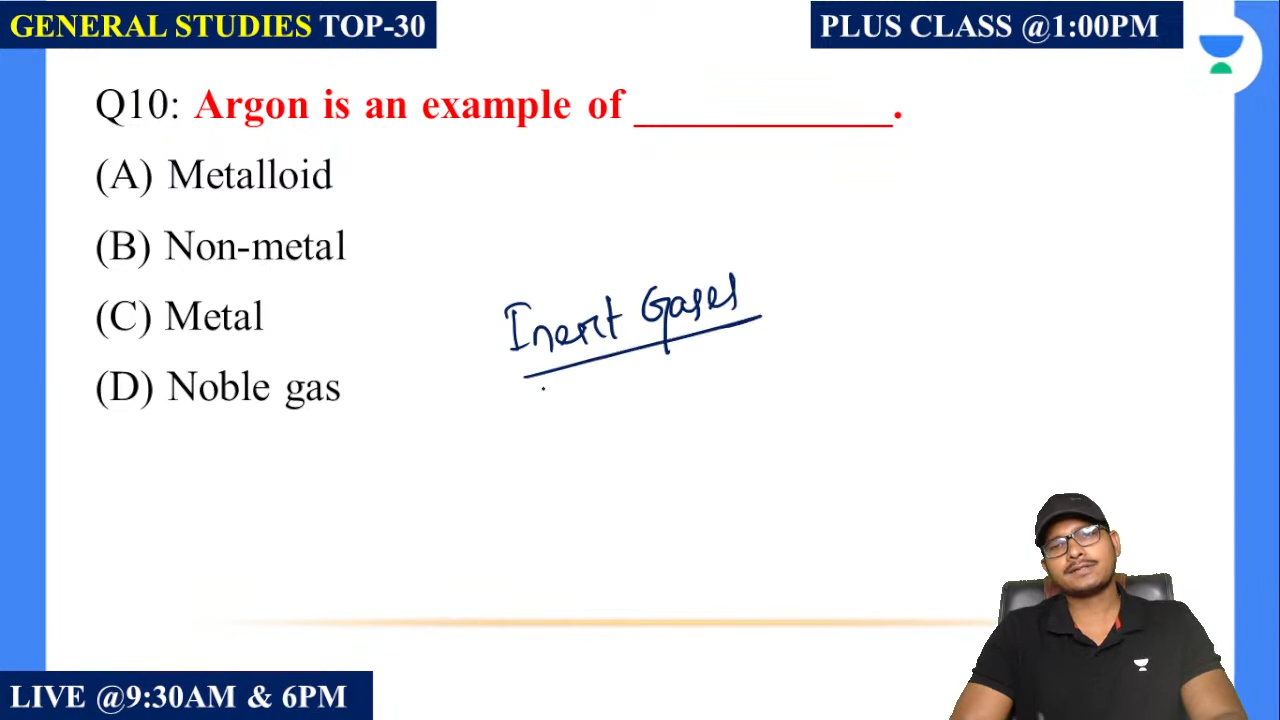 GENERAL STUDIES TOP-30
PLUS CLASS @1:00PM
Q10: Argon is an example of _____________.
(A) Metalloid
(B) Non-metal
(C) Metal
(D) Noble gas
Inert Gases
LIVE @9:30AM & 6PM